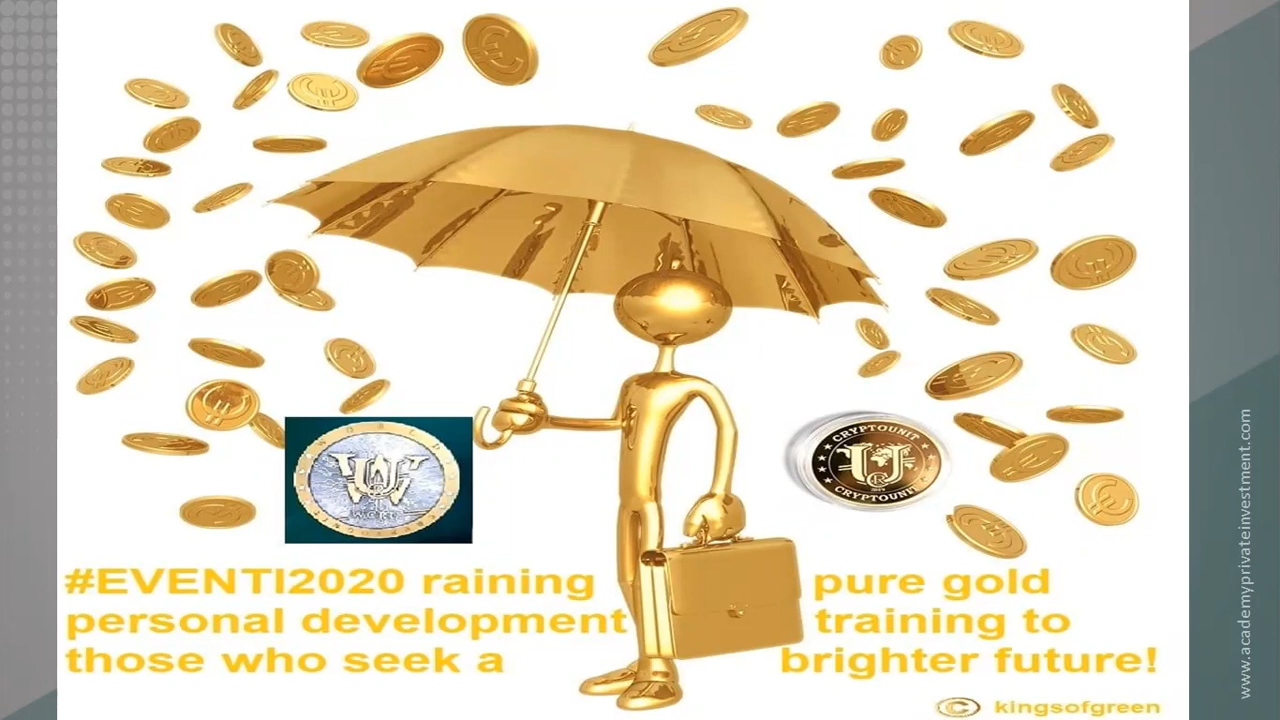 CRYPTOUNIT
CRYPTOUNIT
#EVENTI2020 raining pure gold
personal development training to
those who seek a brighter future!
© kingsofgreen
www.academyprivateinvestment.com